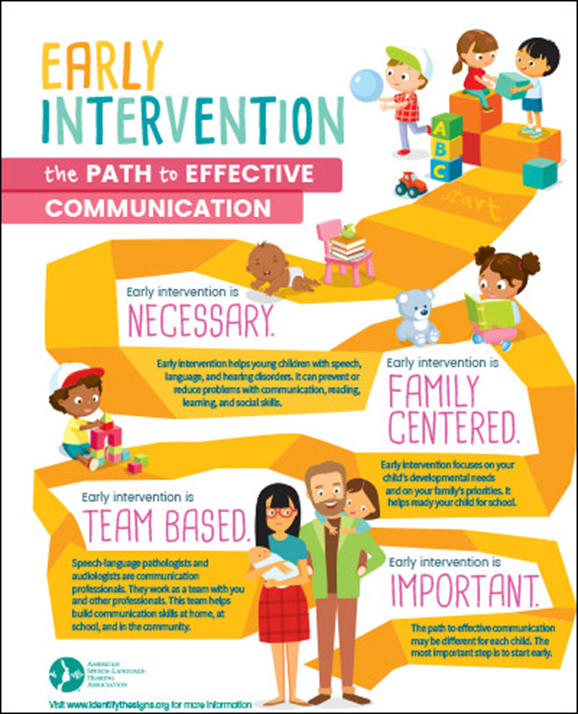 EARLY
INTERVENTION
the PATH to EFFECTIVE
COMMUNICATION
A
B
C
start
Early intervention is
NECESSARY.
Early intervention helps young children with speech,
language, and hearing disorders. It can prevent or
reduce problems with communication, reading,
learning, and social skills.
Early intervention is
FAMILY
CENTERED.
Early intervention focuses on your
child's developmental needs
and on your family's priorities. It
helps ready your child for school.
Early intervention is
TEAM BASED.
Speech-language pathologists and
audiologists are communication
professionals. They work as a team with you
and other professionals. This team helps
build communication skills at home, at
school, and in the community.
Early intervention is
IMPORTANT.
The path to effective communication
may be different for each child. The
most important step is to start early.
AMERICAN
SPEECH-LANGUAGE-
HEARING
ASSOCIATION
Visit www.identifythesigns.org for more information